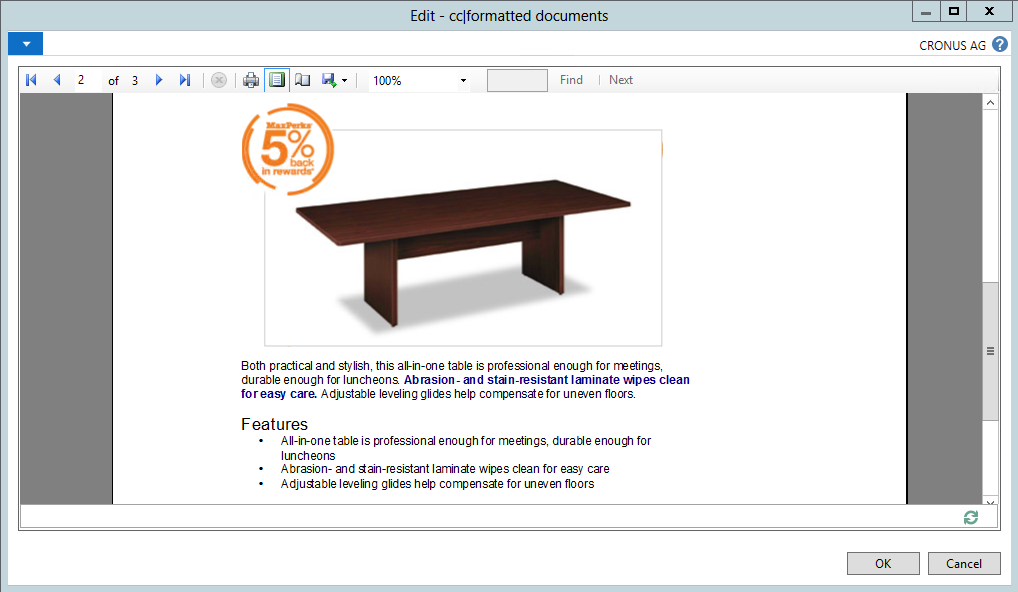 Edit - cc|formatted documents
CRONUS AG ?
2 of 3 100% Find Next
MaxPerks
5%
back
in rewards*
Both practical and stylish, this all-in-one table is professional enough for meetings,
durable enough for luncheons. Abrasion- and stain-resistant laminate wipes clean
for easy care. Adjustable leveling glides help compensate for uneven floors.
Features
• All-in-one table is professional enough for meetings, durable enough for
luncheons
• Abrasion- and stain-resistant laminate wipes clean for easy care
• Adjustable leveling glides help compensate for uneven floors
OK Cancel